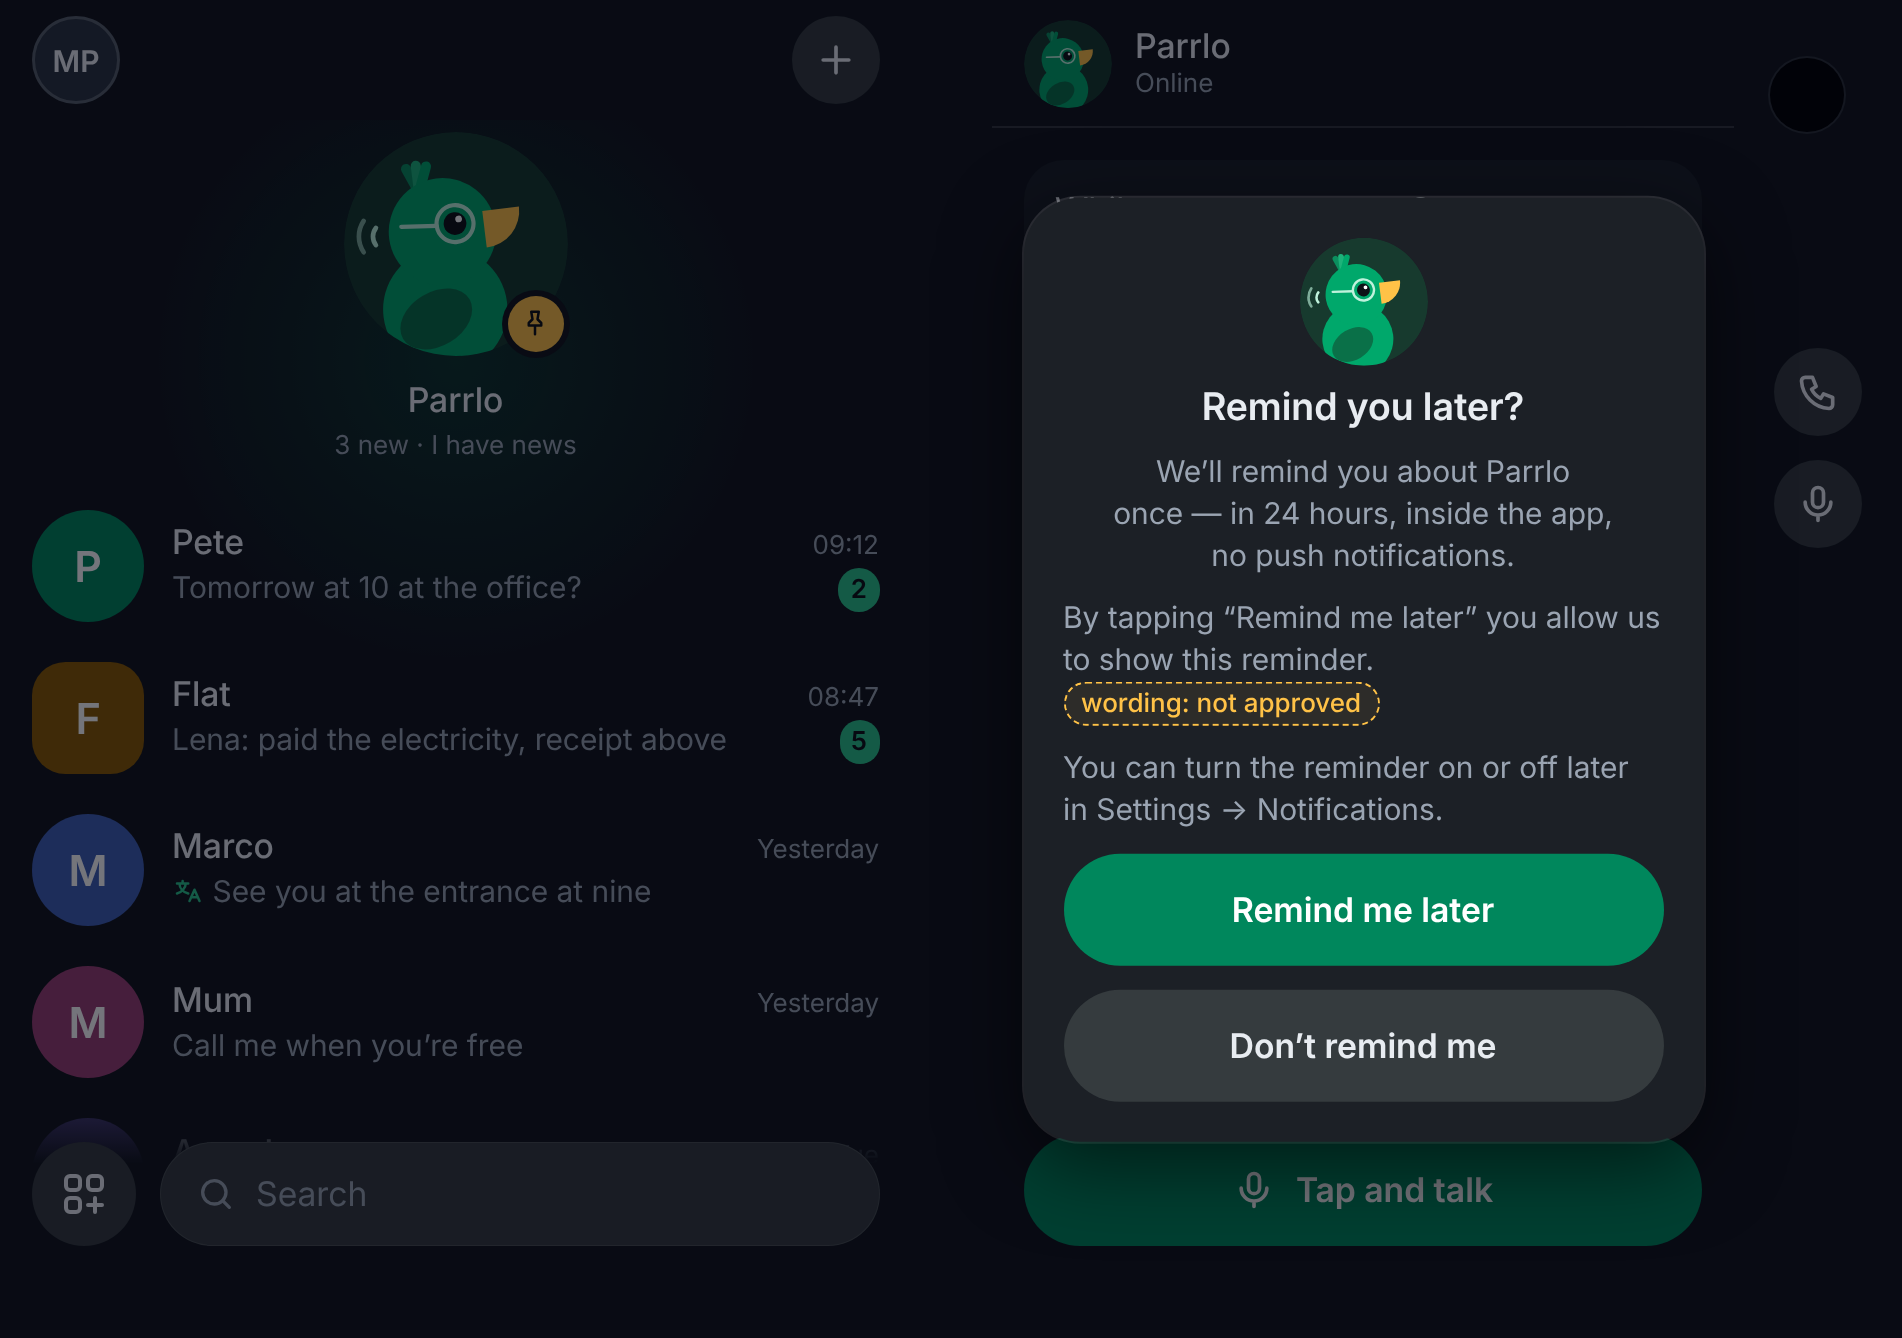 MP
Parrlo
3 new · I have news
P
Pete
09:12
Tomorrow at 10 at the office?
2
F
Flat
08:47
Lena: paid the electricity, receipt above
5
M
Marco
Yesterday
See you at the entrance at nine
M
Mum
Yesterday
Call me when you’re free
Search
Parrlo
Online
Remind you later?
We’ll remind you about Parrlo
once — in 24 hours, inside the app,
no push notifications.
By tapping “Remind me later” you allow us
to show this reminder.
wording: not approved
You can turn the reminder on or off later
in Settings → Notifications.
Remind me later
Don’t remind me
Tap and talk